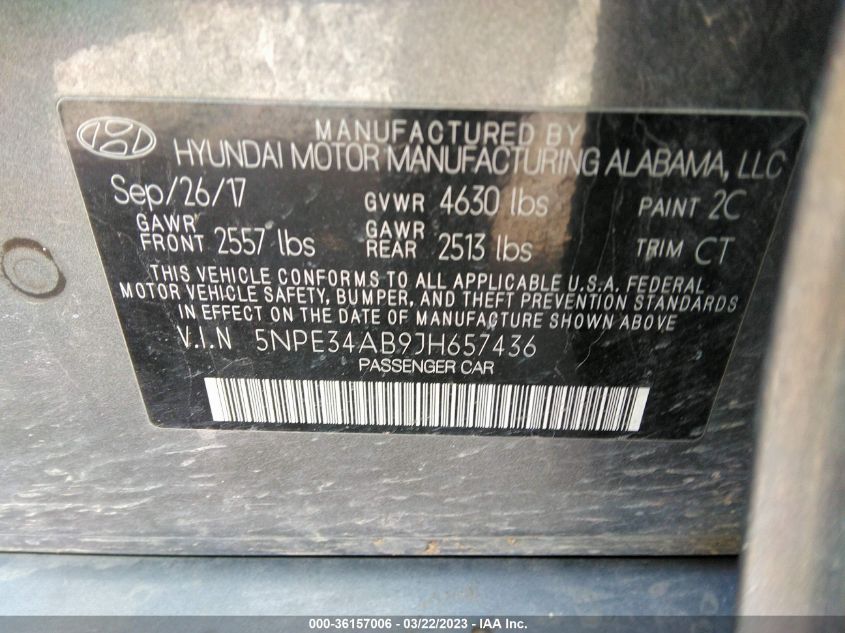 MANUFACTURED BY
HYUNDAI MOTOR MANUFACTURING ALABAMA, LLC
Sep/26/17 GVWR 4630 lbs PAINT 2C
GAWR FRONT 2557 lbs GAWR REAR 2513 lbs TRIM CT
THIS VEHICLE CONFORMS TO ALL APPLICABLE U.S.A. FEDERAL
MOTOR VEHICLE SAFETY, BUMPER, AND THEFT PREVENTION STANDARDS
IN EFFECT ON THE DATE OF MANUFACTURE SHOWN ABOVE.
V.I.N 5NPE34AB9JH657436
PASSENGER CAR
000-36157006 - 03/22/2023 - IAA Inc.